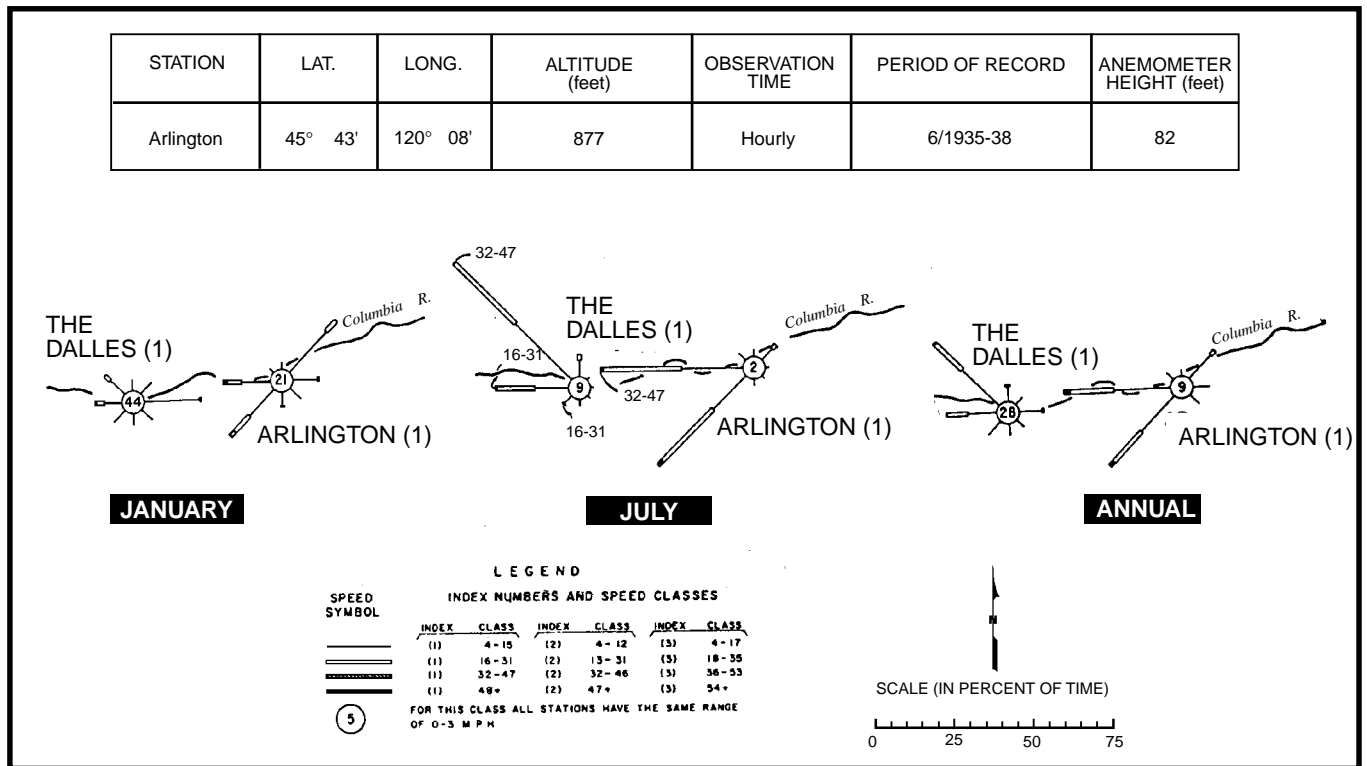 STATION LAT. LONG. ALTITUDE (feet) OBSERVATION TIME PERIOD OF RECORD ANEMOMETER HEIGHT (feet)
Arlington 45° 43' 120° 08' 877 Hourly 6/1935-38 82
THE DALLES (1)
44
21
Columbia R.
ARLINGTON (1)
JANUARY
32-47
THE DALLES (1)
16-31
9
16-31
32-47
2
Columbia R.
ARLINGTON (1)
JULY
THE DALLES (1)
28
9
Columbia R.
ARLINGTON (1)
ANNUAL
LEGEND
SPEED SYMBOL
INDEX NUMBERS AND SPEED CLASSES
INDEX CLASS INDEX CLASS INDEX CLASS
(1) 4-15 (2) 4-12 (3) 4-17
(1) 16-31 (2) 13-31 (3) 18-35
(1) 32-47 (2) 32-46 (3) 36-53
(1) 48+ (2) 47+ (3) 54+
5
FOR THIS CLASS ALL STATIONS HAVE THE SAME RANGE
OF 0-3 MPH
N
SCALE (IN PERCENT OF TIME)
0 25 50 75